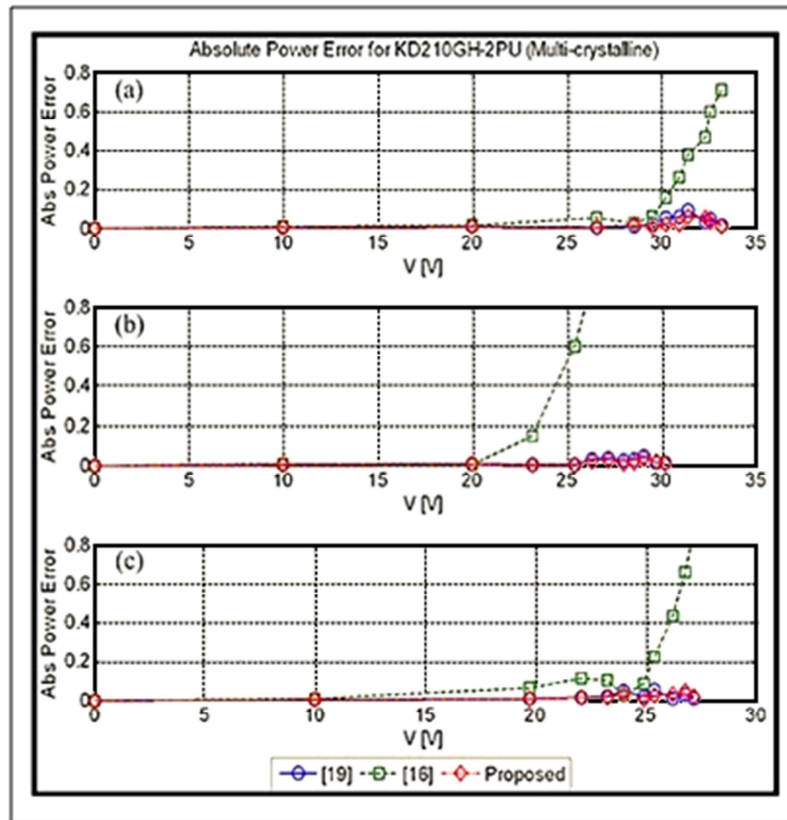 Absolute Power Error for KD210GH-2PU (Multi-crystalline)
(a)
Abs Power Error
0.8
0.6
0.4
0.2
0
0 5 10 15 20 25 30 35
V [V]
(b)
Abs Power Error
0.8
0.6
0.4
0.2
0
0 5 10 15 20 25 30 35
V [V]
(c)
Abs Power Error
0.8
0.6
0.4
0.2
0
0 5 10 15 20 25 30
V [V]
[19] [16] Proposed